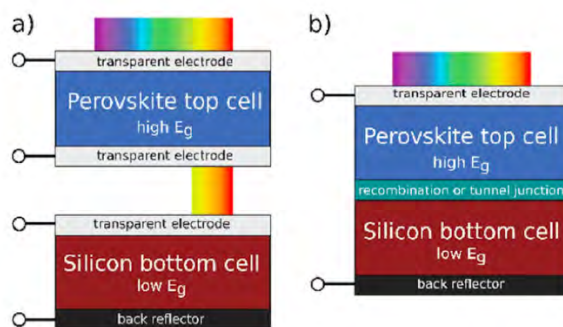 a)
transparent electrode
Perovskite top cell
high Eg
transparent electrode
transparent electrode
Silicon bottom cell
low Eg
back reflector
b)
transparent electrode
Perovskite top cell
high Eg
recombination or tunnel junction
Silicon bottom cell
low Eg
back reflector